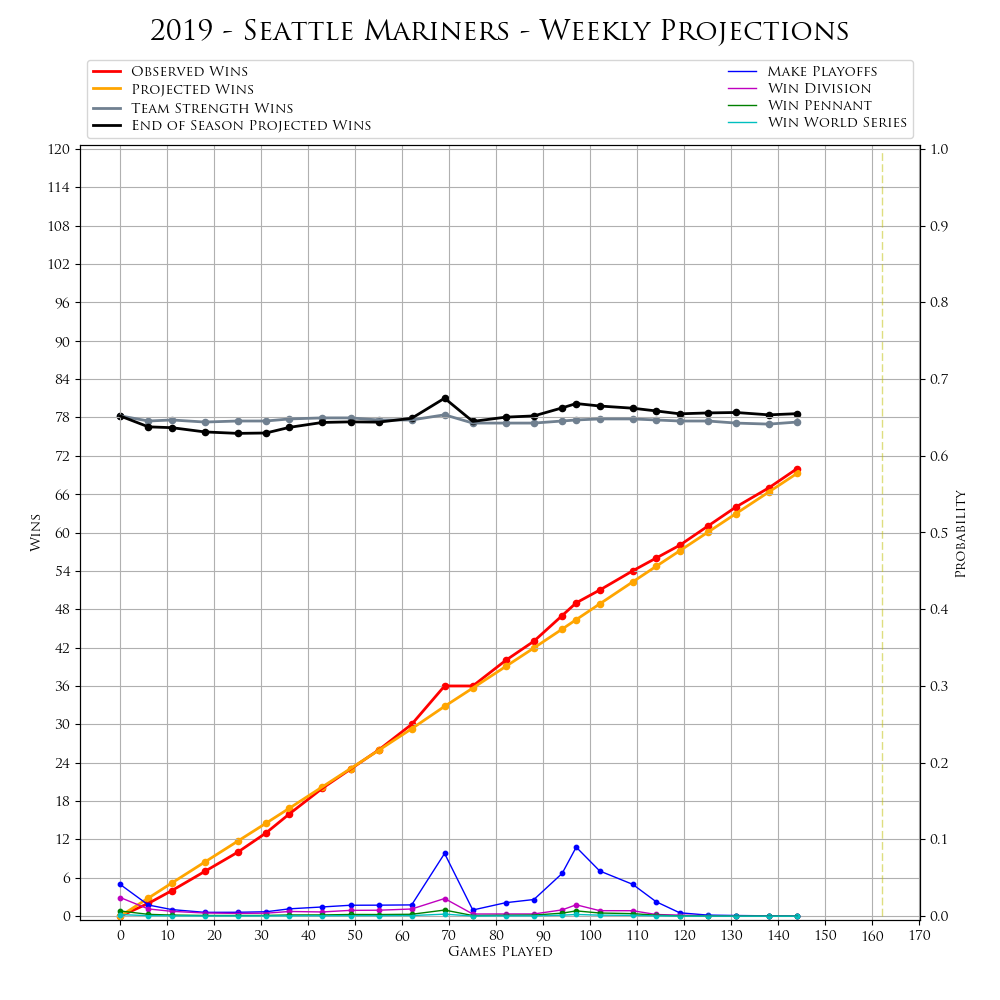 2019 - Seattle Mariners - Weekly Projections
Observed Wins
Projected Wins
Team Strength Wins
End of Season Projected Wins
Make Playoffs
Win Division
Win Pennant
Win World Series
120
114
108
102
96
90
84
78
72
66
60
54
48
42
36
30
24
18
12
6
0
Wins
1.0
0.9
0.8
0.7
0.6
0.5
0.4
0.3
0.2
0.1
0.0
Probability
0 10 20 30 40 50 60 70 80 90 100 110 120 130 140 150 160 170
Games Played